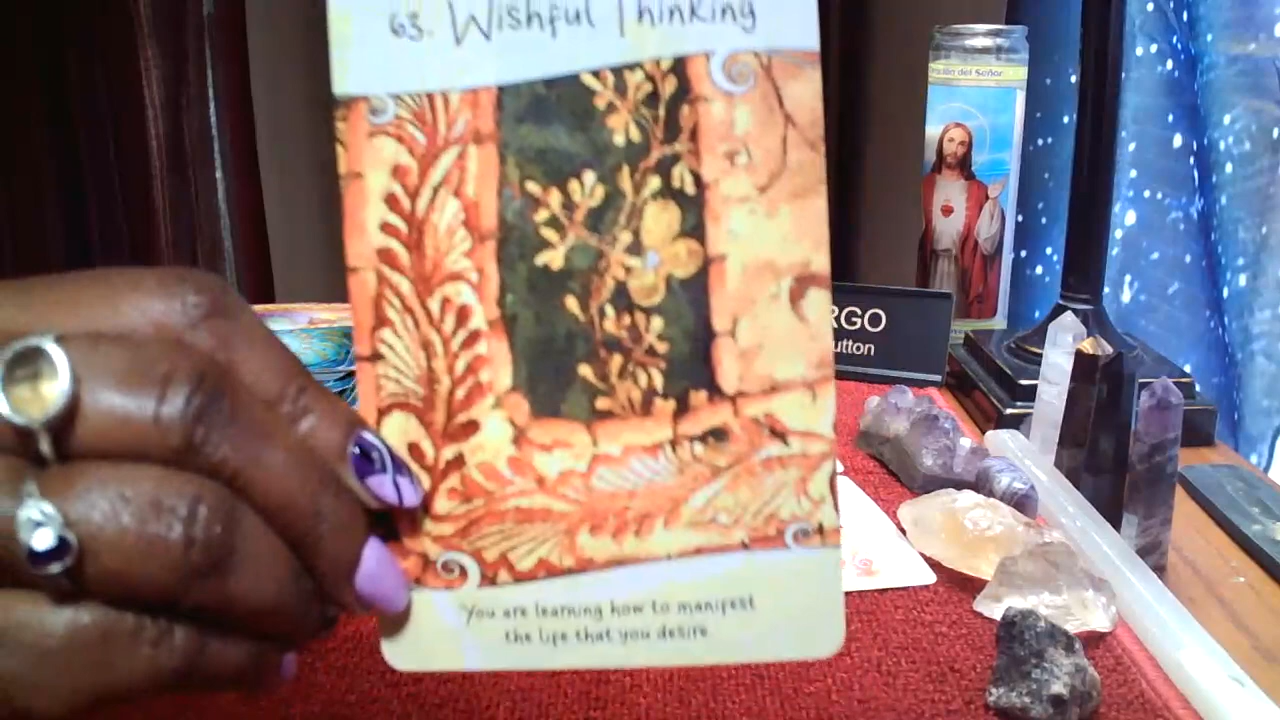 63. Wishful Thinking
You are learning how to manifest
the life that you desire.
Oración del Señor
RGO
utton